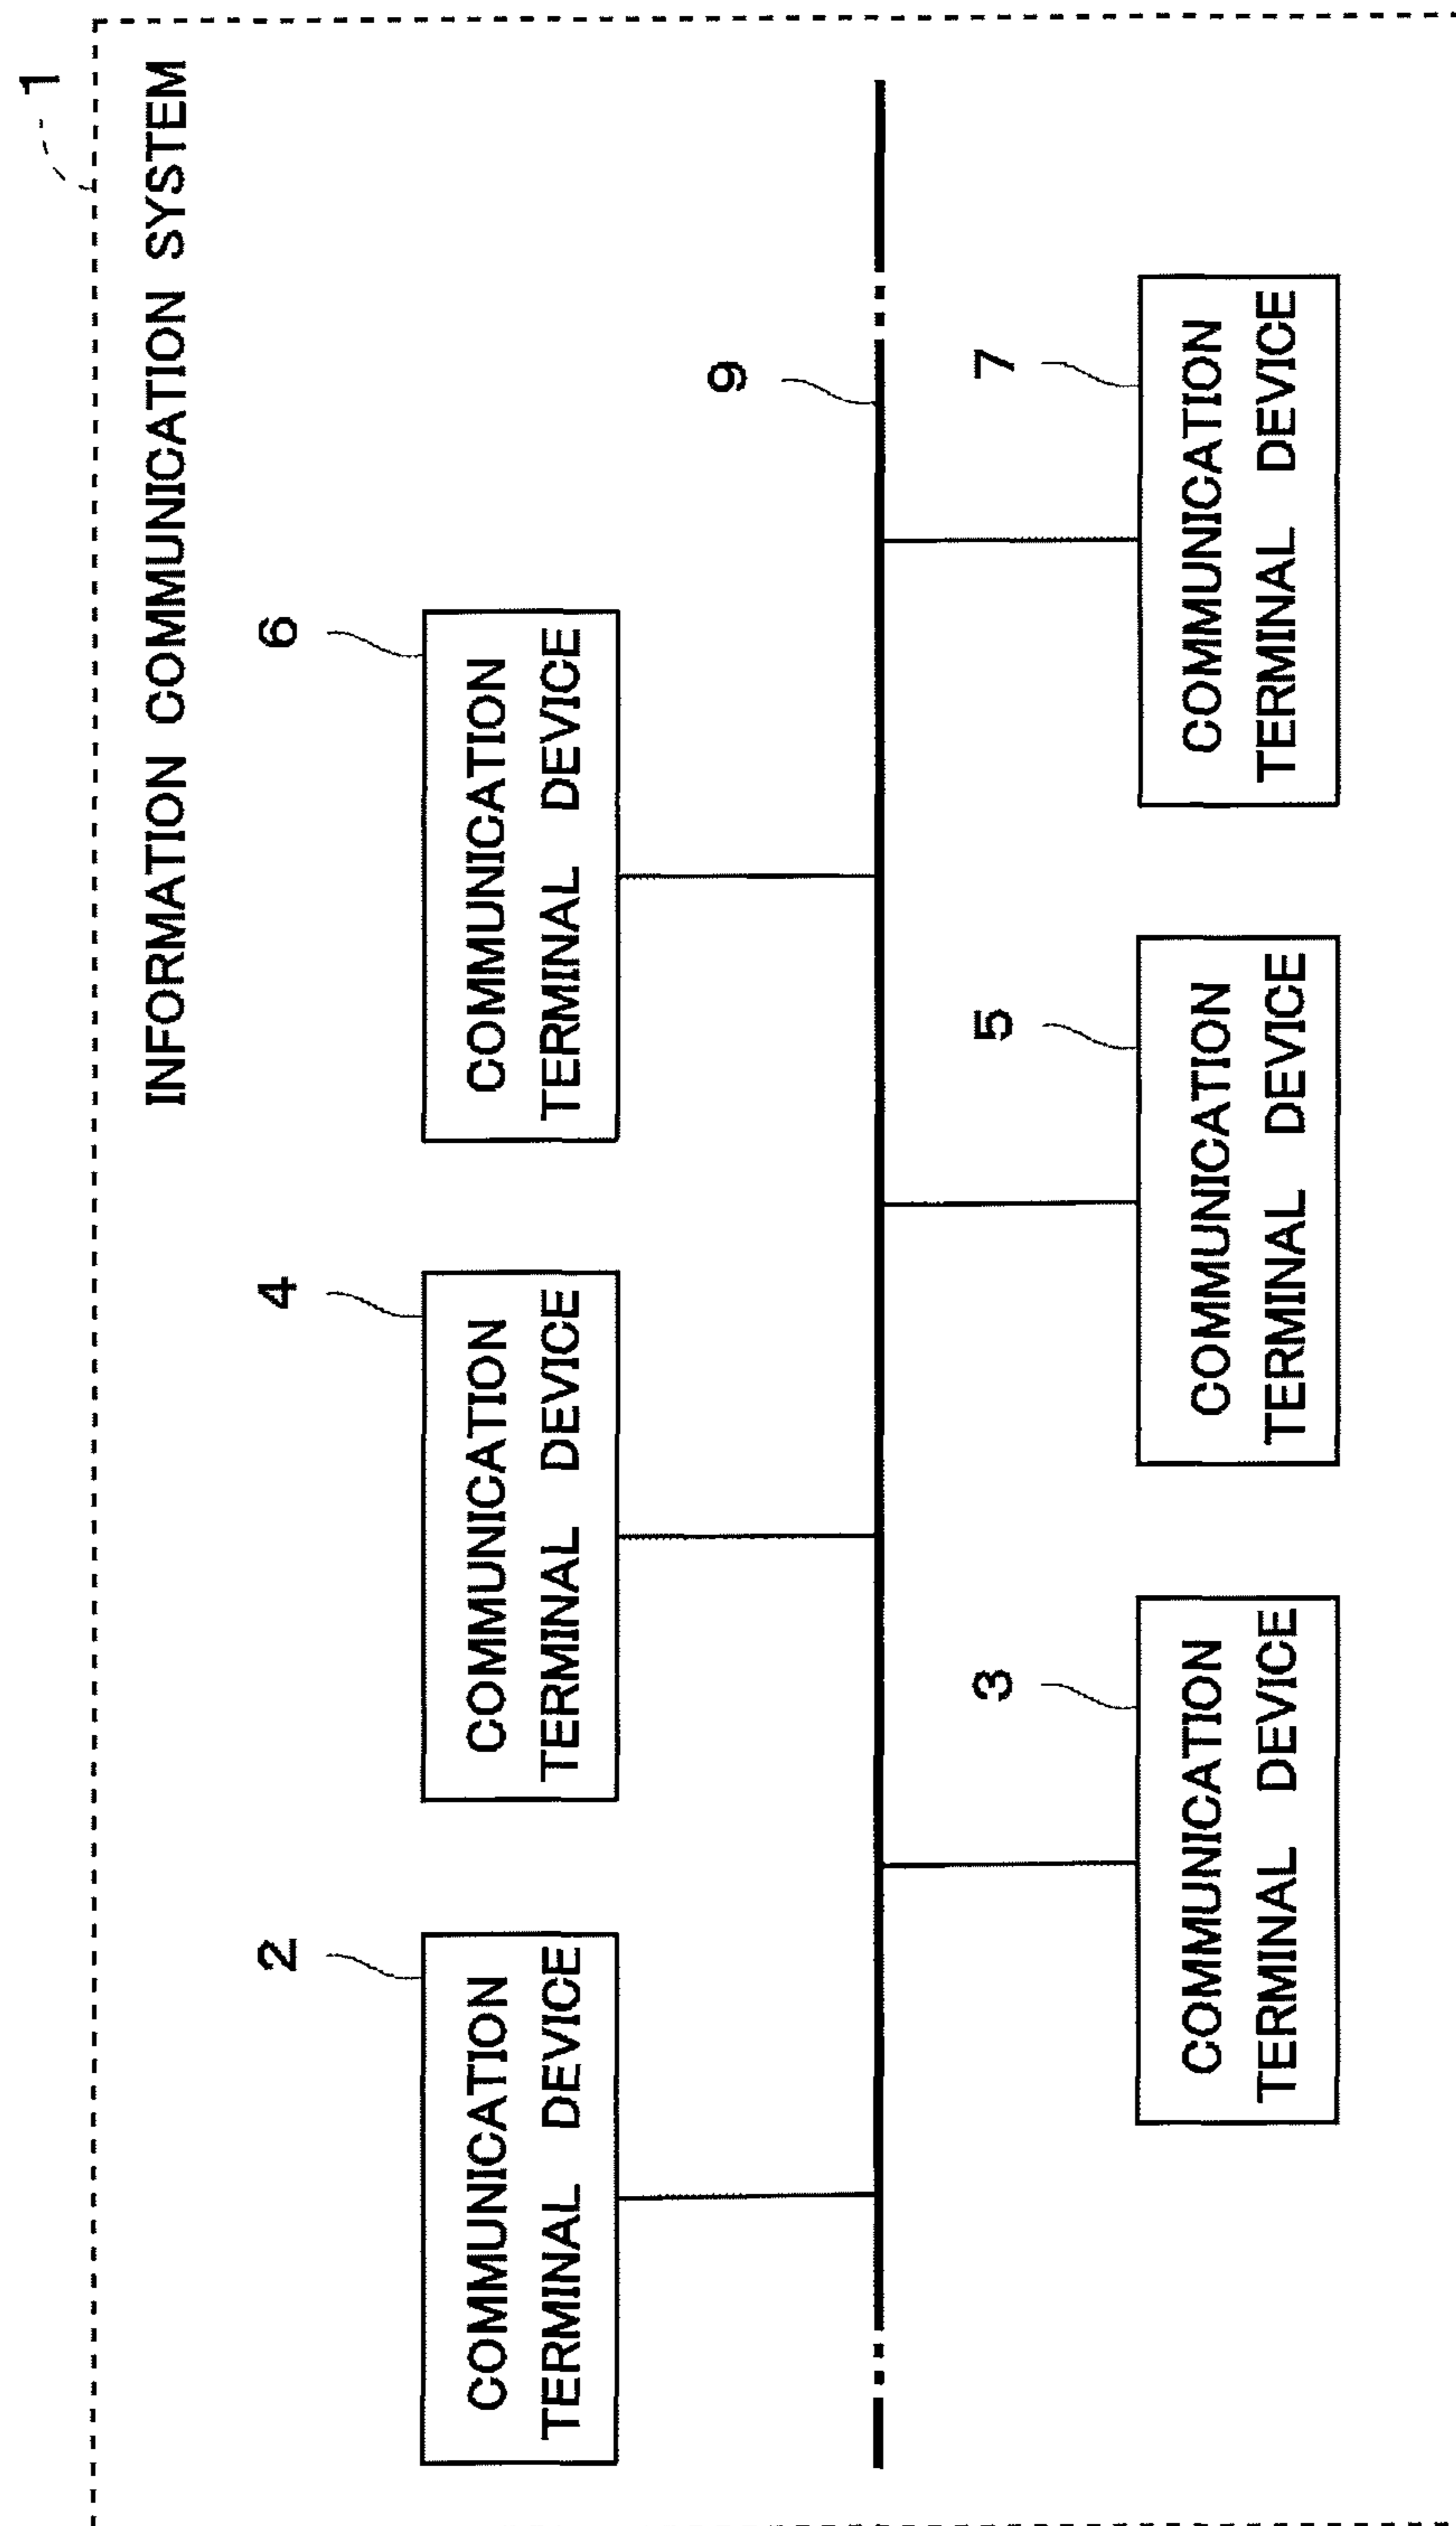 1
INFORMATION COMMUNICATION SYSTEM
2
COMMUNICATION
TERMINAL DEVICE
4
COMMUNICATION
TERMINAL DEVICE
6
COMMUNICATION
TERMINAL DEVICE
9
3
COMMUNICATION
TERMINAL DEVICE
5
COMMUNICATION
TERMINAL DEVICE
7
COMMUNICATION
TERMINAL DEVICE